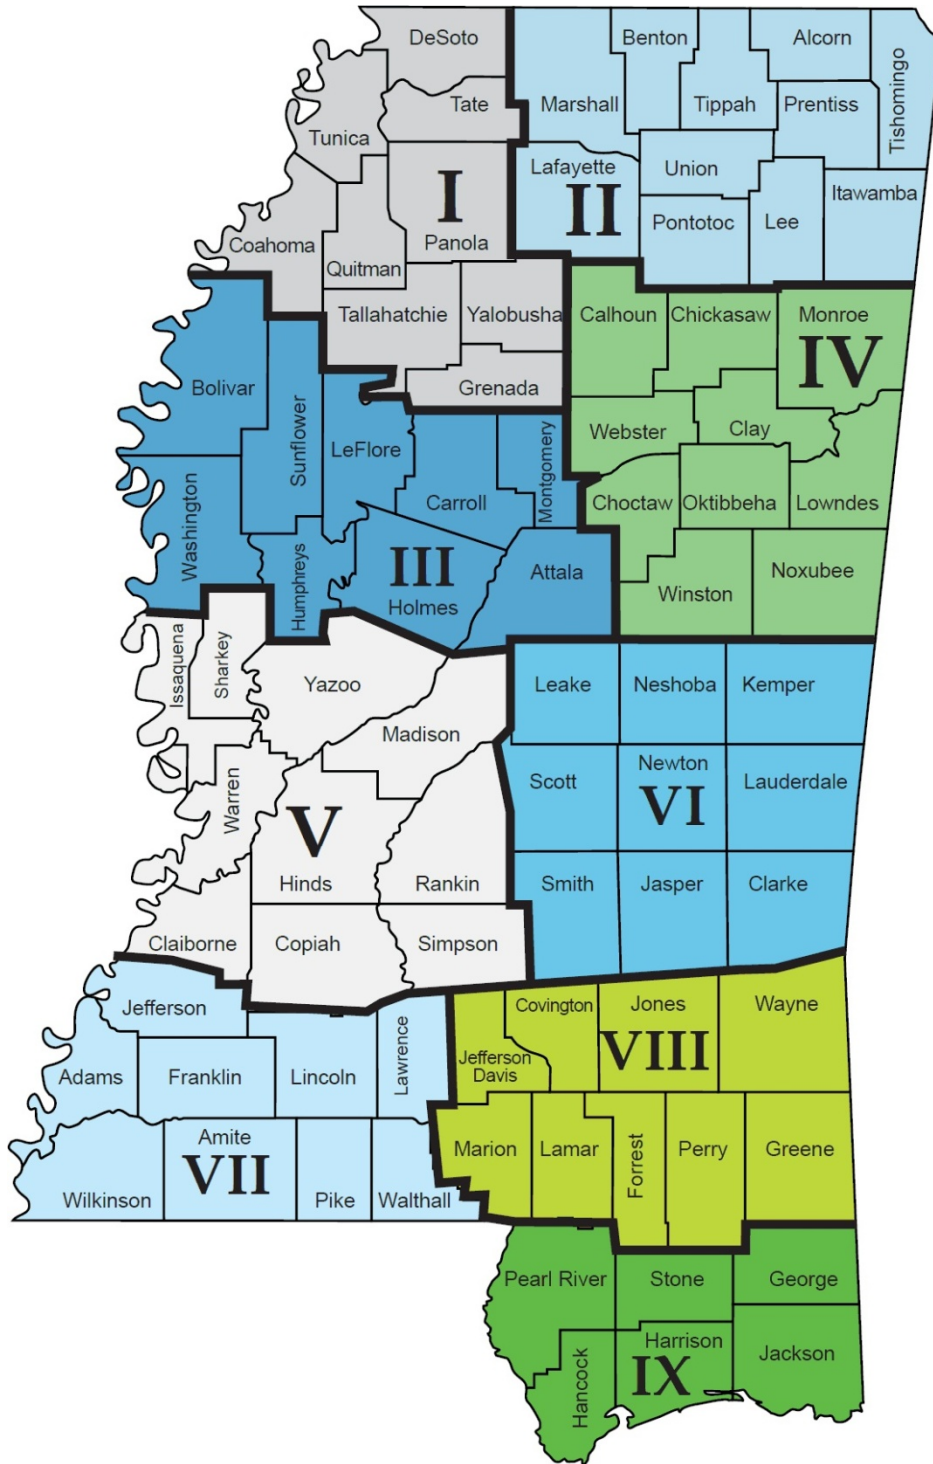 DeSoto
Tate
Tunica
I
Panola
Coahoma
Quitman
Tallahatchie
Yalobusha
Grenada
Benton
Alcorn
Tishomingo
Marshall
Tippah
Prentiss
Lafayette
Union
II
Itawamba
Pontotoc
Lee
Bolivar
Sunflower
LeFlore
Washington
Carroll
Montgomery
Humphreys
III
Holmes
Attala
Calhoun
Chickasaw
Monroe
IV
Webster
Clay
Choctaw
Oktibbeha
Lowndes
Winston
Noxubee
Issaquena
Sharkey
Yazoo
Madison
Warren
V
Hinds
Rankin
Claiborne
Copiah
Simpson
Leake
Neshoba
Kemper
Scott
Newton
VI
Lauderdale
Smith
Jasper
Clarke
Jefferson
Adams
Franklin
Lincoln
Lawrence
Amite
VII
Wilkinson
Pike
Walthall
Covington
Jones
Wayne
VIII
Jefferson
Davis
Marion
Lamar
Forrest
Perry
Greene
Pearl River
Stone
George
Hancock
Harrison
IX
Jackson